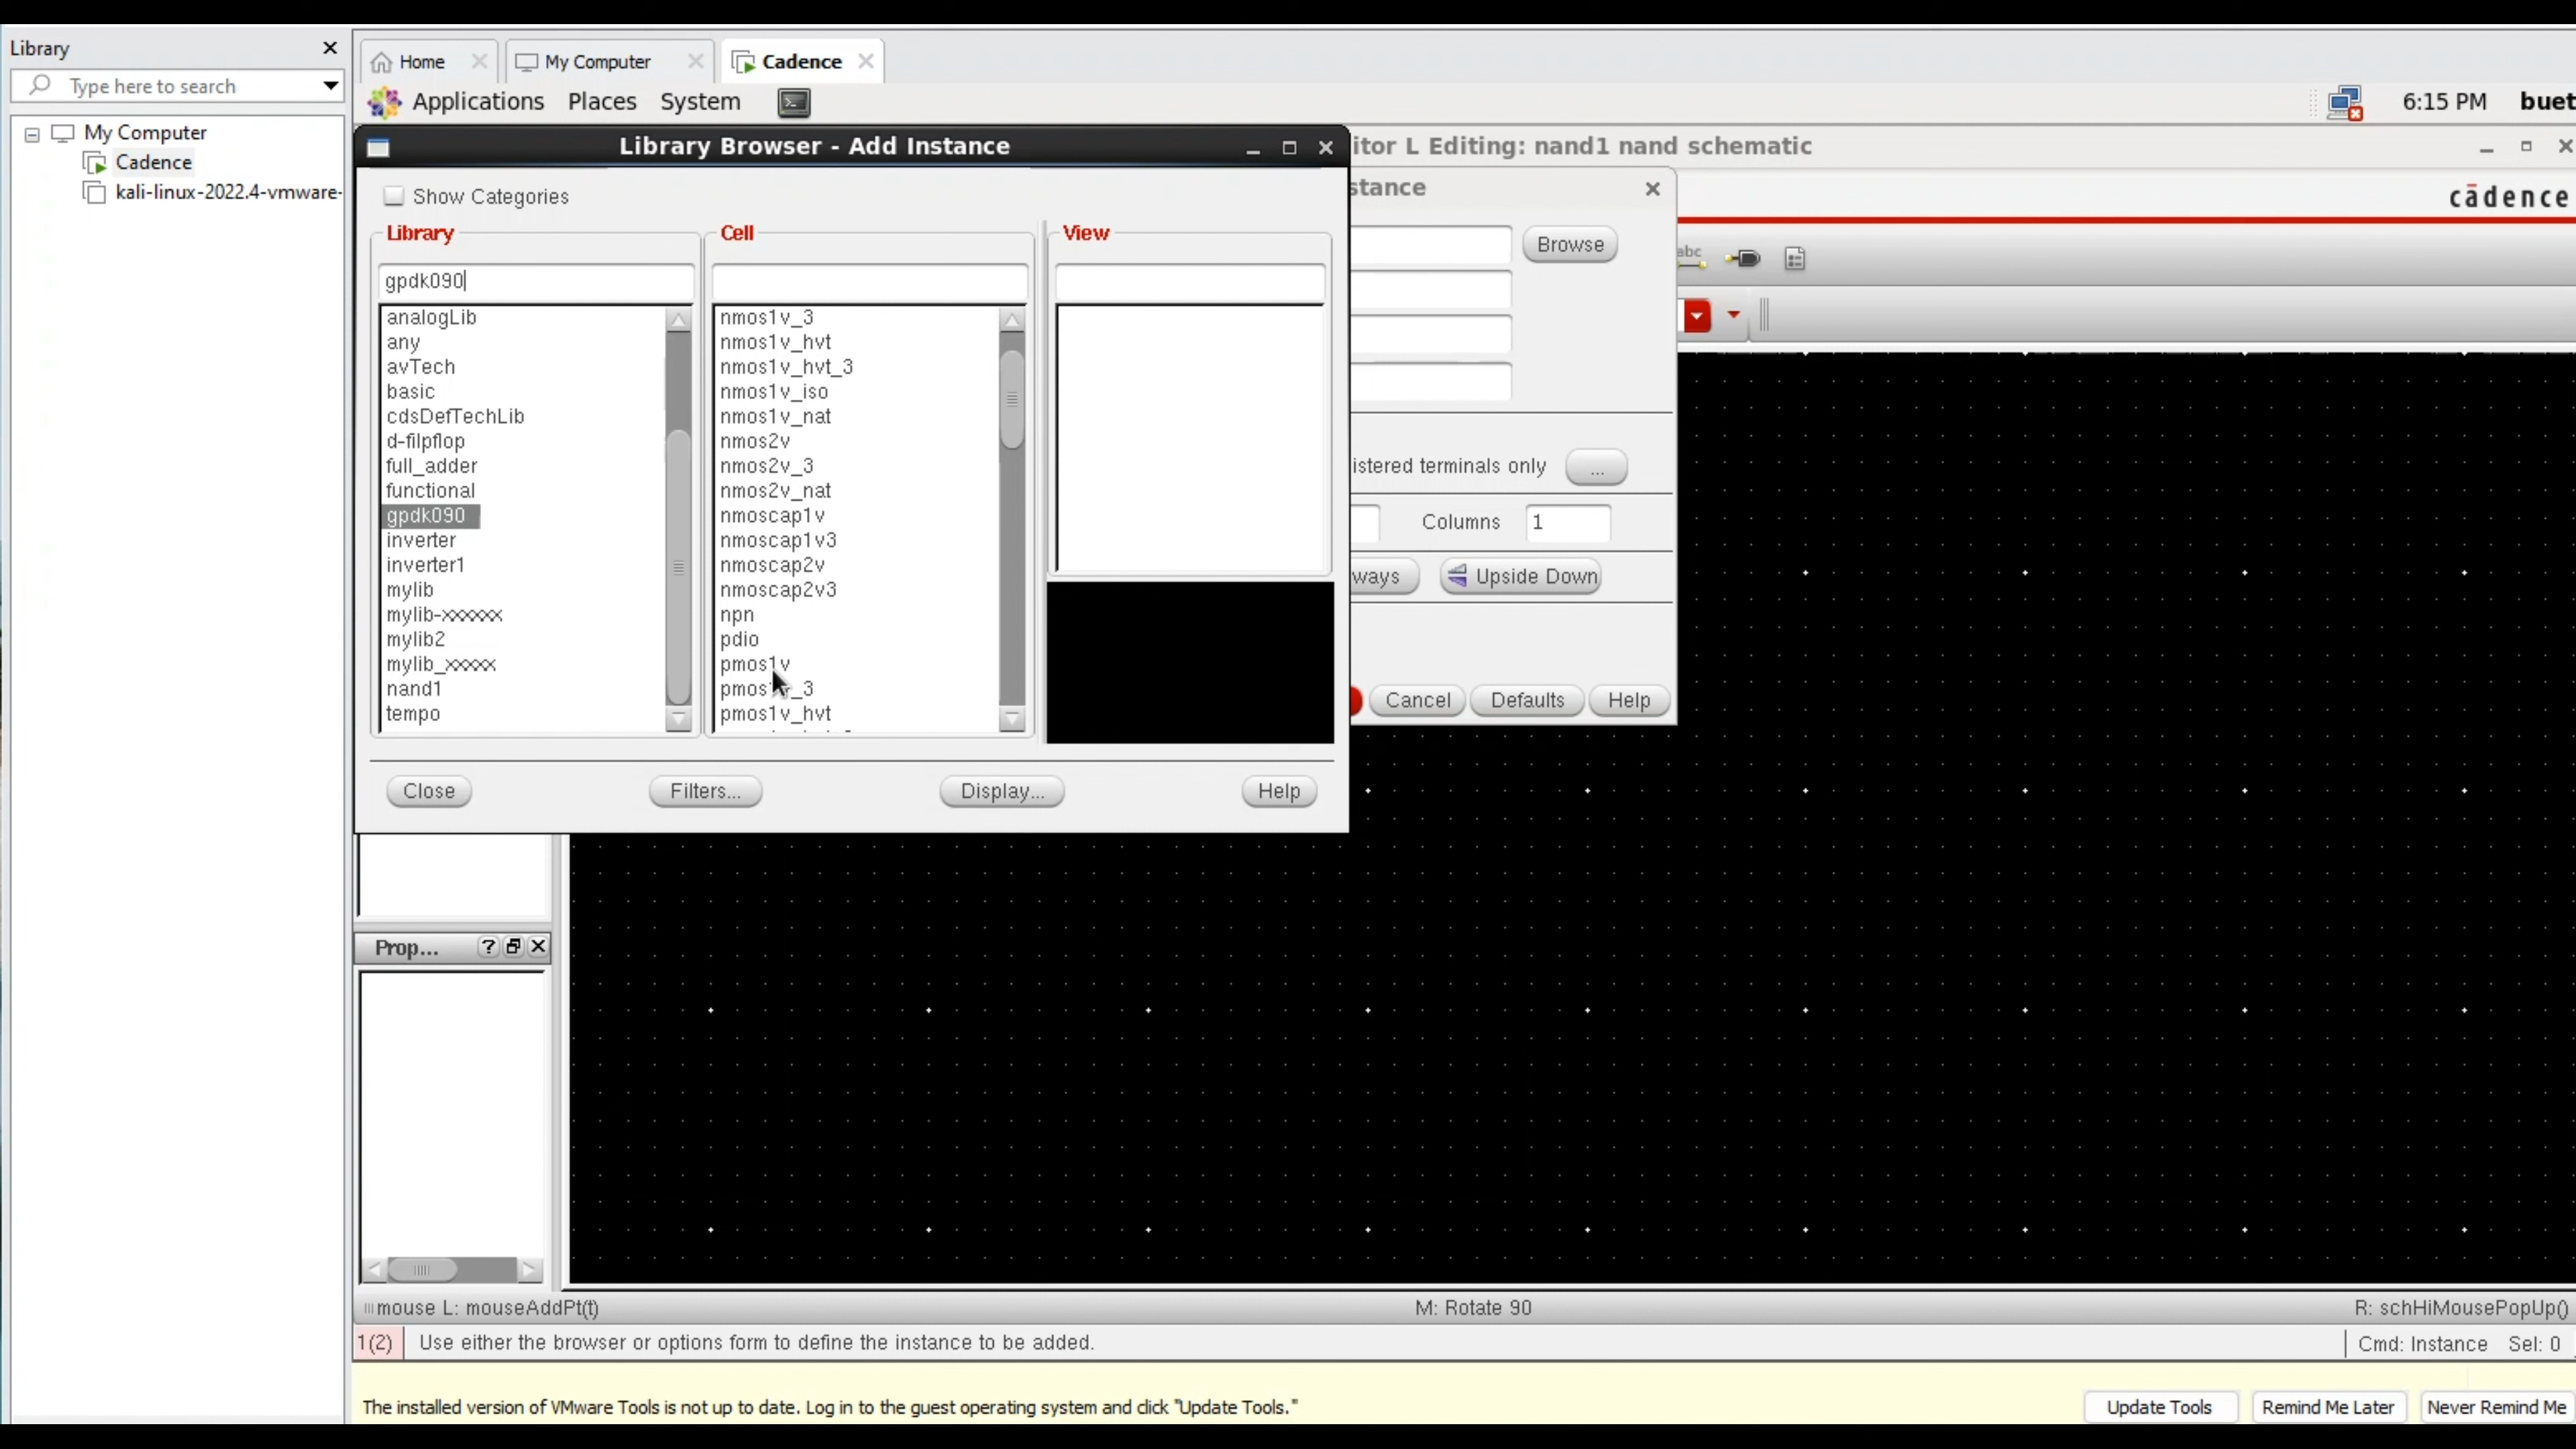 Library
Home
My Computer
Cadence
Type here to search
Applications Places System
6:15 PM buet
My Computer
Cadence
kali-linux-2022.4-vmware-
Library Browser - Add Instance
itor L Editing: nand1 nand schematic
stance
cādence
Show Categories
Library
Cell
View
Browse
abc
gpdk090
analogLib
any
avTech
basic
cdsDefTechLib
d-filpflop
full_adder
functional
gpdk090
inverter
inverter1
mylib
mylib-xxxxxx
mylib2
mylib_xxxxx
nand1
tempo
nmos1v_3
nmos1v_hvt
nmos1v_hvt_3
nmos1v_iso
nmos1v_nat
nmos2v
nmos2v_3
nmos2v_nat
nmoscap1v
nmoscap1v3
nmoscap2v
nmoscap2v3
npn
pdio
pmos1v
pmos1v_3
pmos1v_hvt
istered terminals only ...
Columns 1
ways Upside Down
Cancel Defaults Help
Close Filters... Display... Help
Prop... ?
mouse L: mouseAddPt(t)
M: Rotate 90
R: schHiMousePopUp()
1(2) Use either the browser or options form to define the instance to be added.
Cmd: Instance Sel: 0
The installed version of VMware Tools is not up to date. Log in to the guest operating system and click "Update Tools."
Update Tools Remind Me Later Never Remind Me